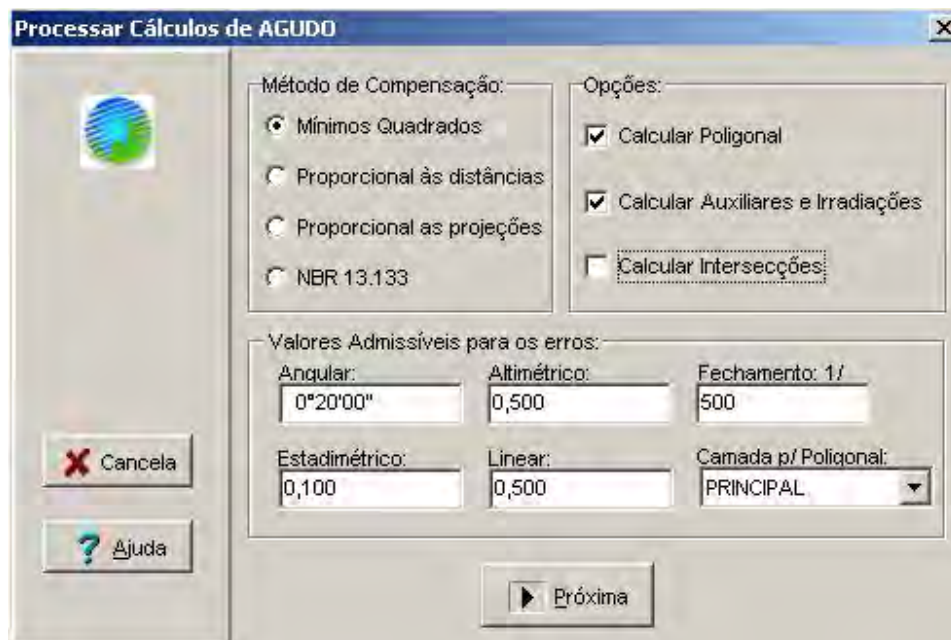 Processar Cálculos de AGUDO
Método de Compensação:
Mínimos Quadrados
Proporcional às distâncias
Proporcional as projeções
NBR 13.133
Opções:
Calcular Poligonal
Calcular Auxiliares e Irradiações
Calcular Intersecções
Valores Admissíveis para os erros:
Angular:
0°20'00"
Altimétrico:
0,500
Fechamento: 1/
500
Estadimétrico:
0,100
Linear:
0,500
Camada p/ Poligonal:
PRINCIPAL
Cancela
Ajuda
Próxima